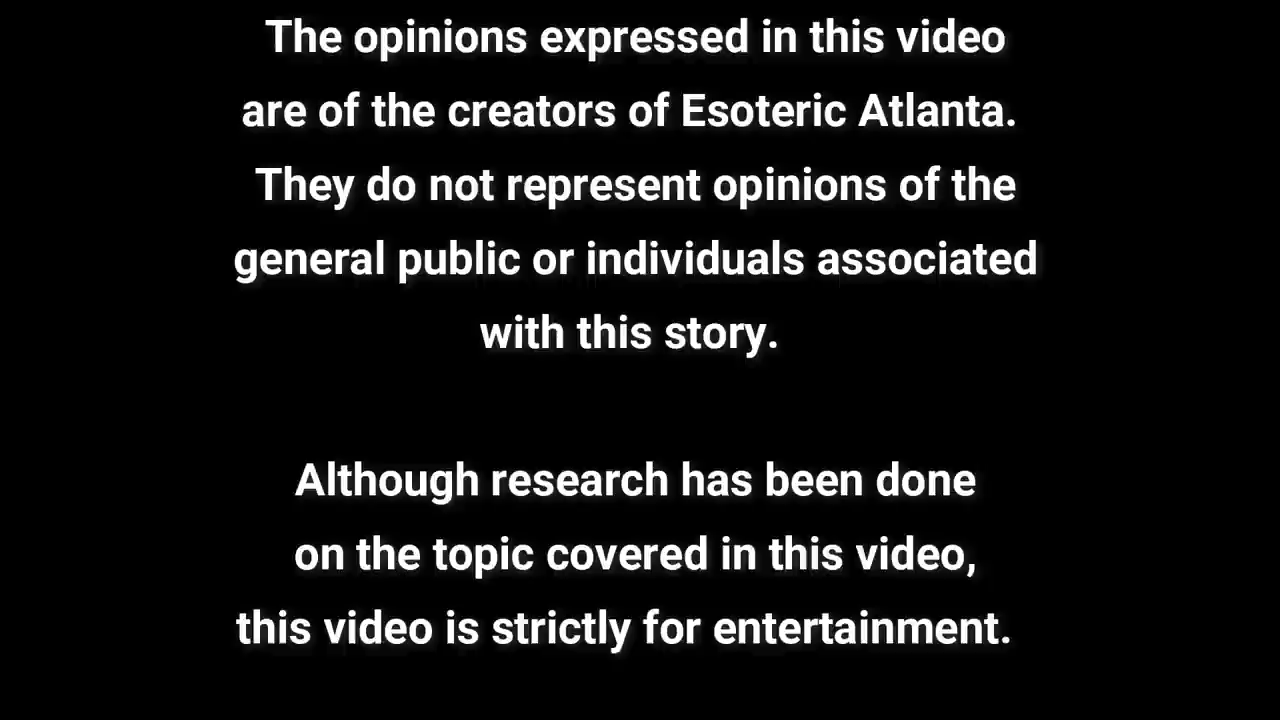 The opinions expressed in this video
are of the creators of Esoteric Atlanta.
They do not represent opinions of the
general public or individuals associated
with this story.
Although research has been done
on the topic covered in this video,
this video is strictly for entertainment.